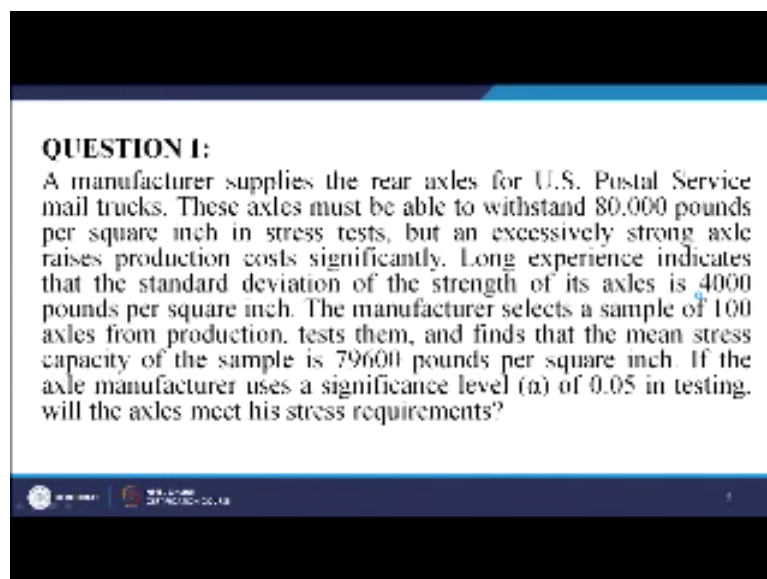 QUESTION 1:
A manufacturer supplies the rear axles for U.S. Postal Service
mail trucks. These axles must be able to withstand 80,000 pounds
per square inch in stress tests, but an excessively strong axle
raises production costs significantly. Long experience indicates
that the standard deviation of the strength of its axles is 4000
pounds per square inch. The manufacturer selects a sample of 100
axles from production, tests them, and finds that the mean stress
capacity of the sample is 79600 pounds per square inch. If the
axle manufacturer uses a significance level (α) of 0.05 in testing,
will the axles meet his stress requirements?